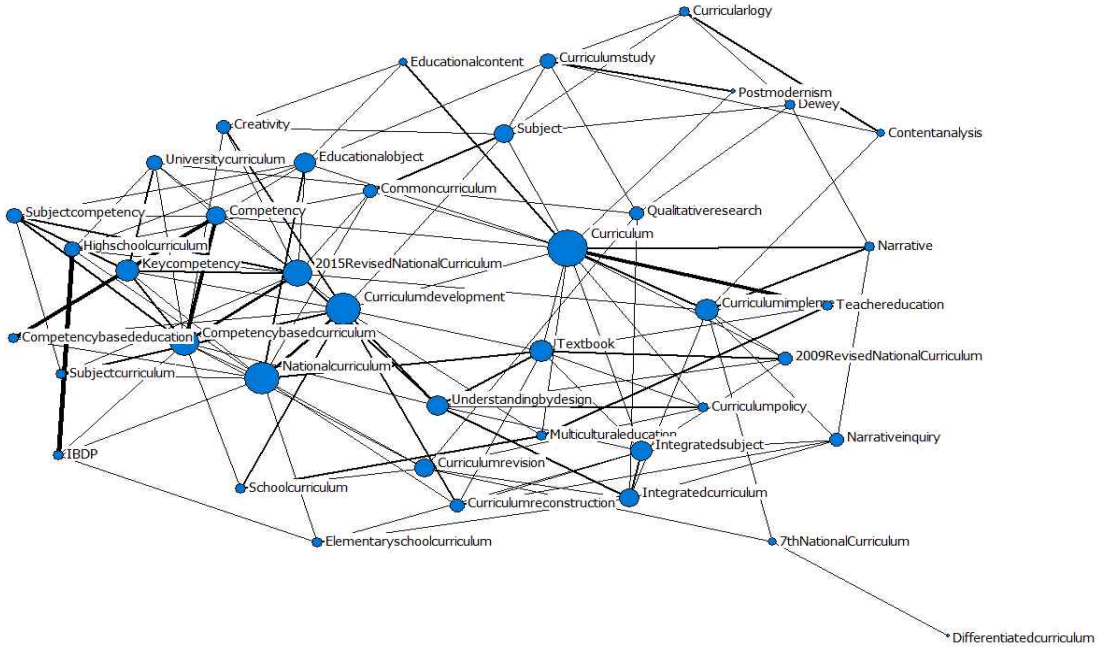 Curricularlogy
Educationalcontent
Curriculumstudy
Postmodernism
Dewey
Creativity
Subject
Contentanalysis
Universitycurriculum
Educationalobject
Commoncurriculum
Subjectcompetency
Competency
Qualitativeresearch
Curriculum
Highschoolcurriculum
Narrative
Keycompetency
2015RevisedNationalCurriculum
Curriculumdevelopment
Curriculumimpleme
Teachereducation
Competencybasededucation
Competencybasedcurriculum
Textbook
2009RevisedNationalCurriculum
Subjectcurriculum
Nationalcurriculum
Understandingbydesign
Curriculumpolicy
Multiculturaleducation
Integratedsubject
Narrativeinquiry
IBDP
Curriculumrevision
Schoolcurriculum
Integratedcurriculum
Curriculumreconstruction
Elementaryschoolcurriculum
7thNationalCurriculum
Differentiatedcurriculum